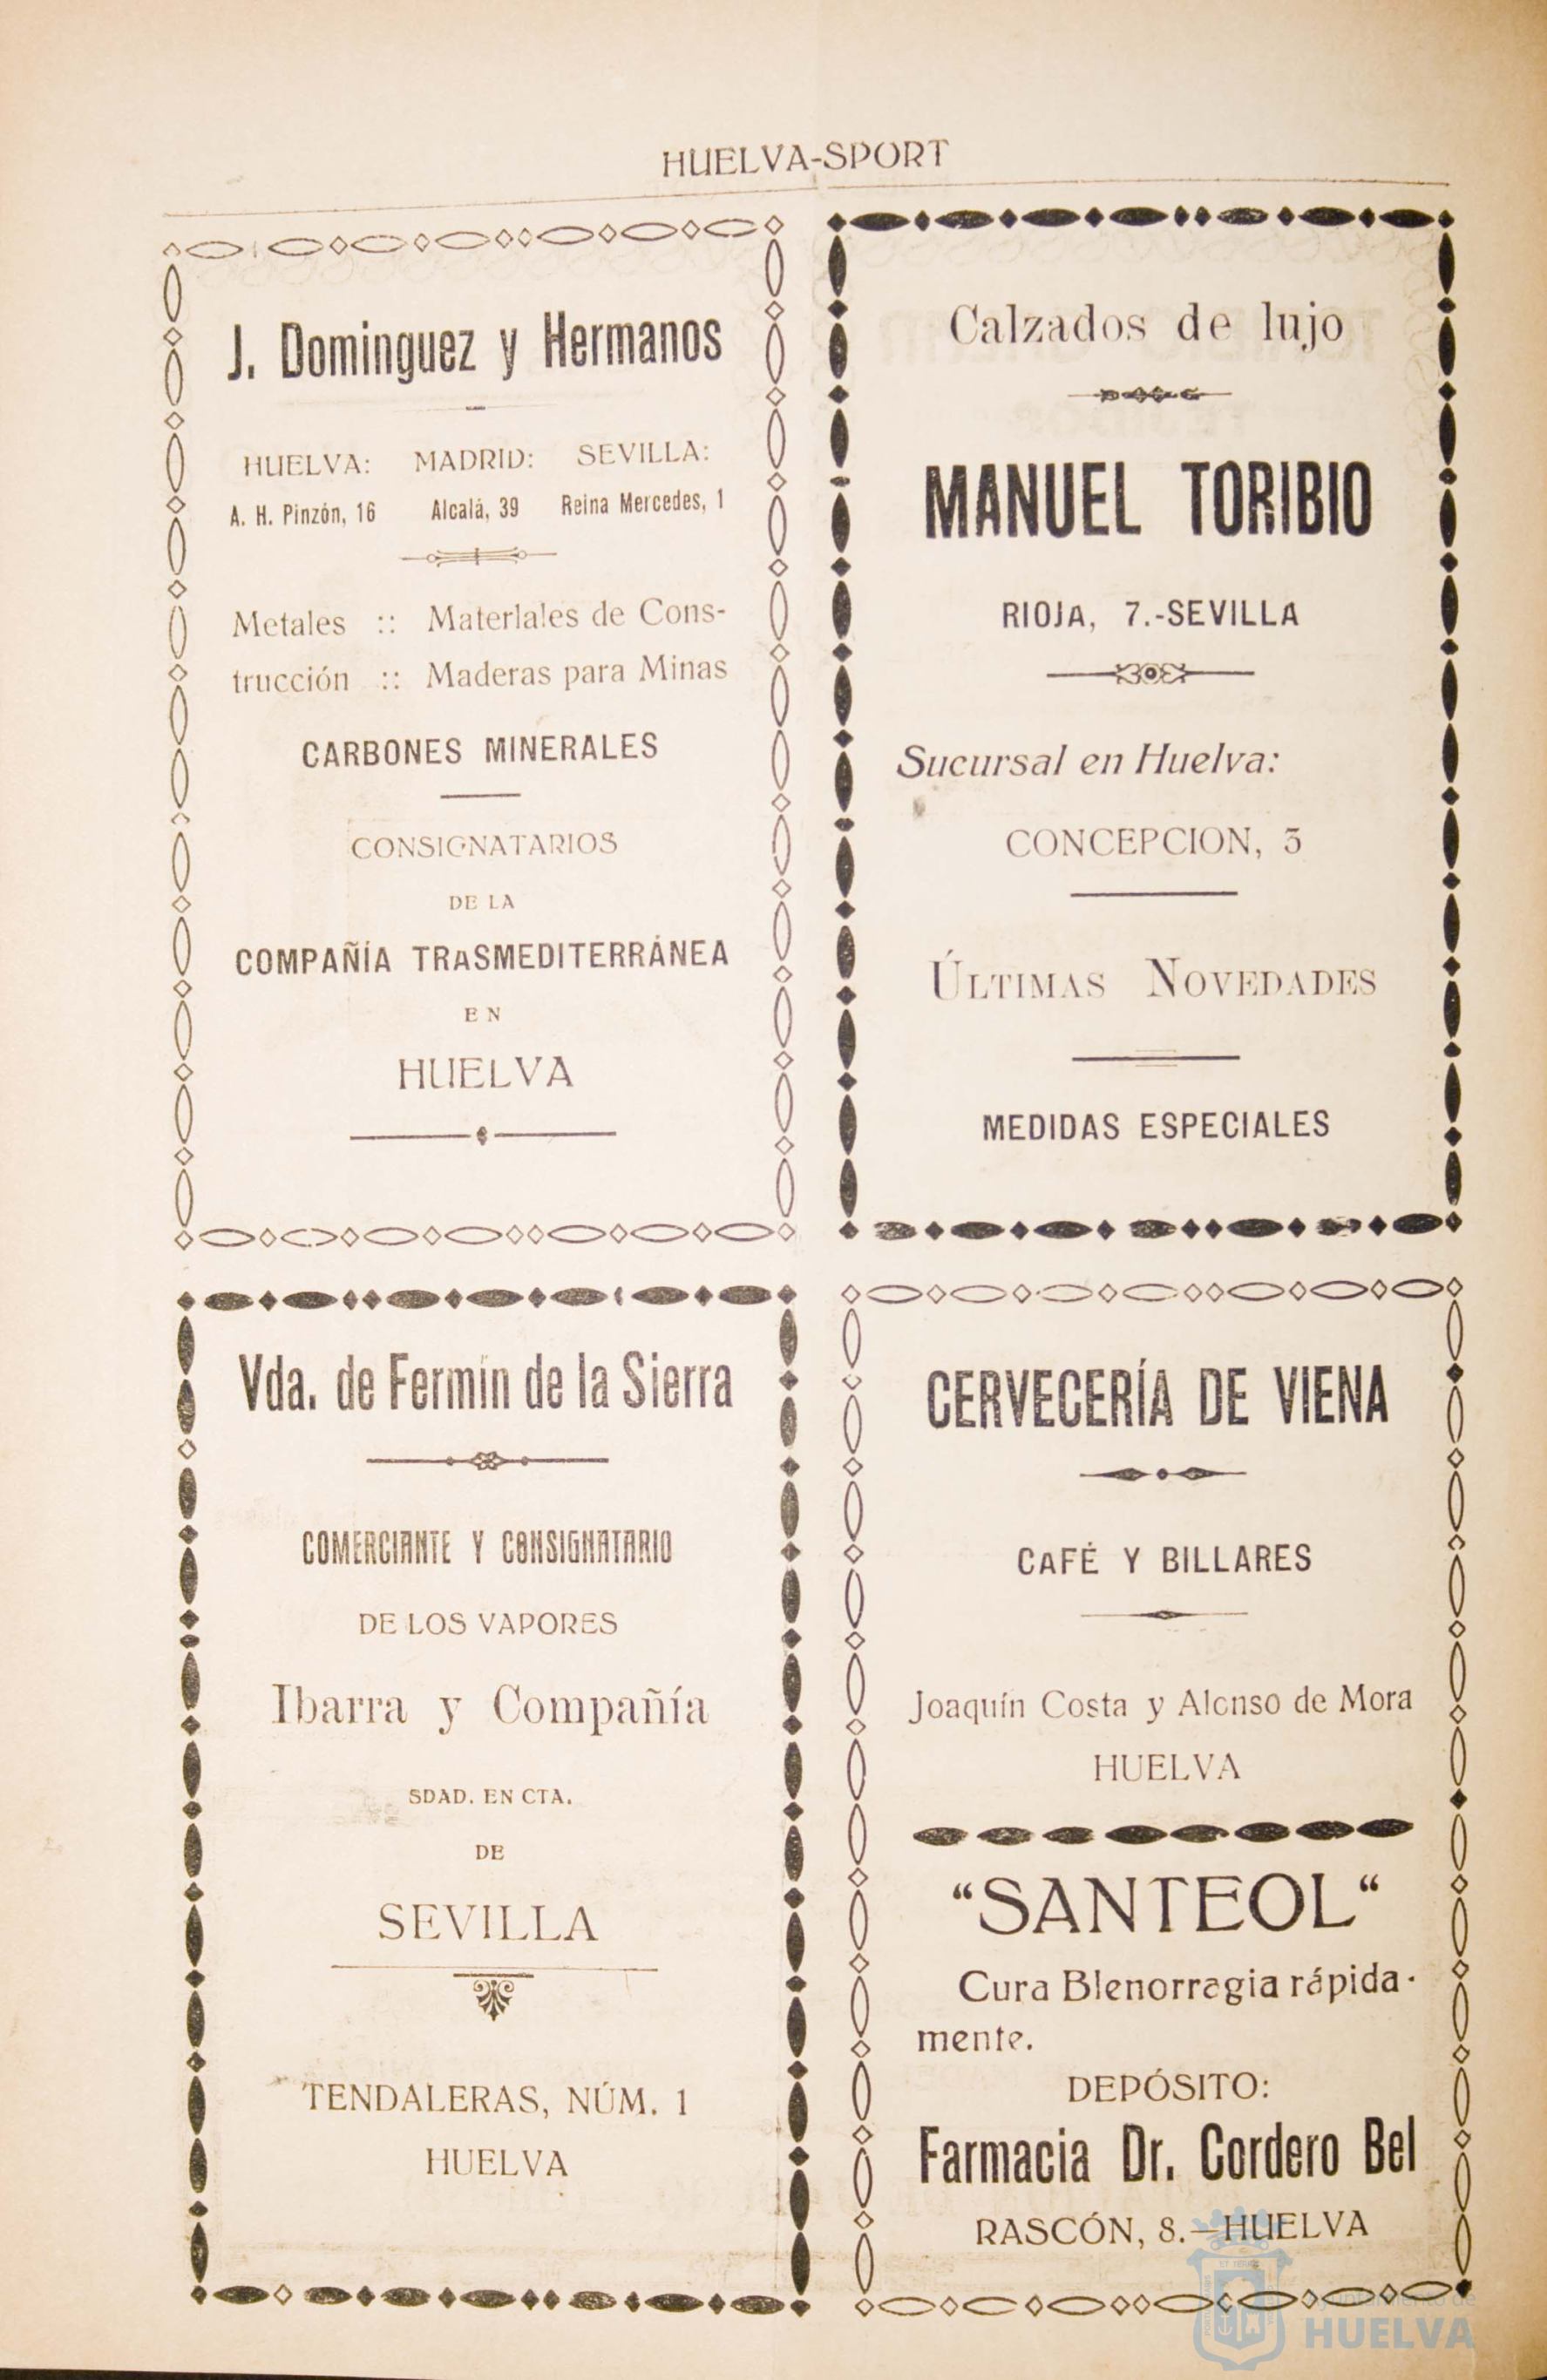 HUELVA-SPORT
J. Dominguez y Hermanos
HUELVA: MADRID: SEVILLA:
A. H. Pinzón, 16 Alcalá, 39 Reina Mercedes, 1
Metales :: Materlales de Cons-
trucción :: Maderas para Minas
CARBONES MINERALES
CONSIGNATARIOS
DE LA
COMPAÑÍA TRASMEDITERRÁNEA
EN
HUELVA
Calzados de lujo
MANUEL TORIBIO
RIOJA, 7.-SEVILLA
Sucursal en Huelva:
CONCEPCION, 3
ÚLTIMAS NOVEDADES
MEDIDAS ESPECIALES
Vda. de Fermín de la Sierra
COMERCIANTE Y CONSIGNATARIO
DE LOS VAPORES
Ibarra y Compañía
SDAD. EN CTA.
DE
SEVILLA
TENDALERAS, NÚM. 1
HUELVA
CERVECERÍA DE VIENA
CAFÉ Y BILLARES
Joaquín Costa y Alonso de Mora
HUELVA
"SANTEOL"
Cura Blenorragia rápida-
mente.
DEPÓSITO:
Farmacia Dr. Cordero Bel
RASCÓN, 8.—HUELVA
Ayuntamiento de
HUELVA